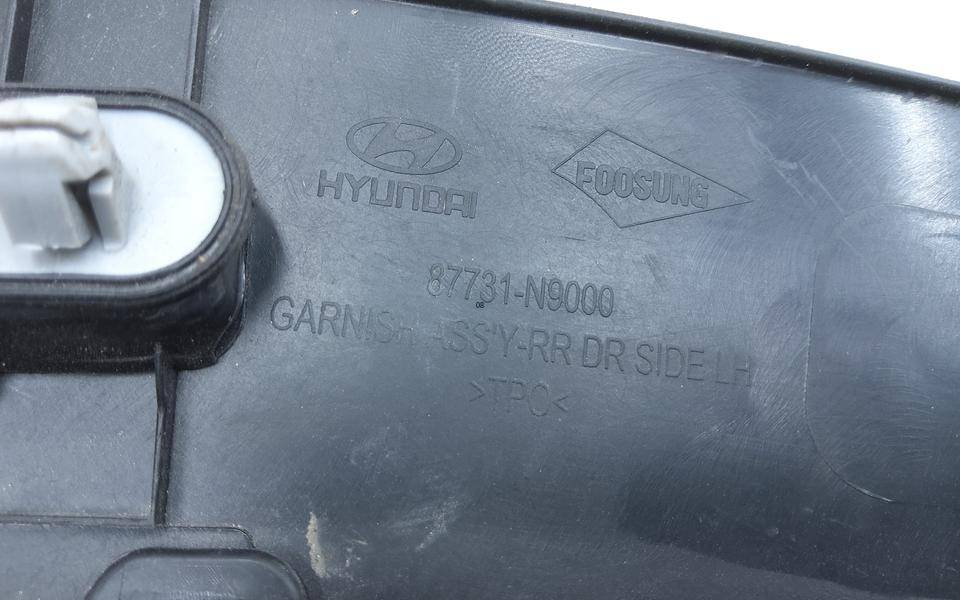 HYUNDAI
FOOSUNG
87731-N9000
GARNISH ASS'Y-RR DR SIDE LH
>TPO<